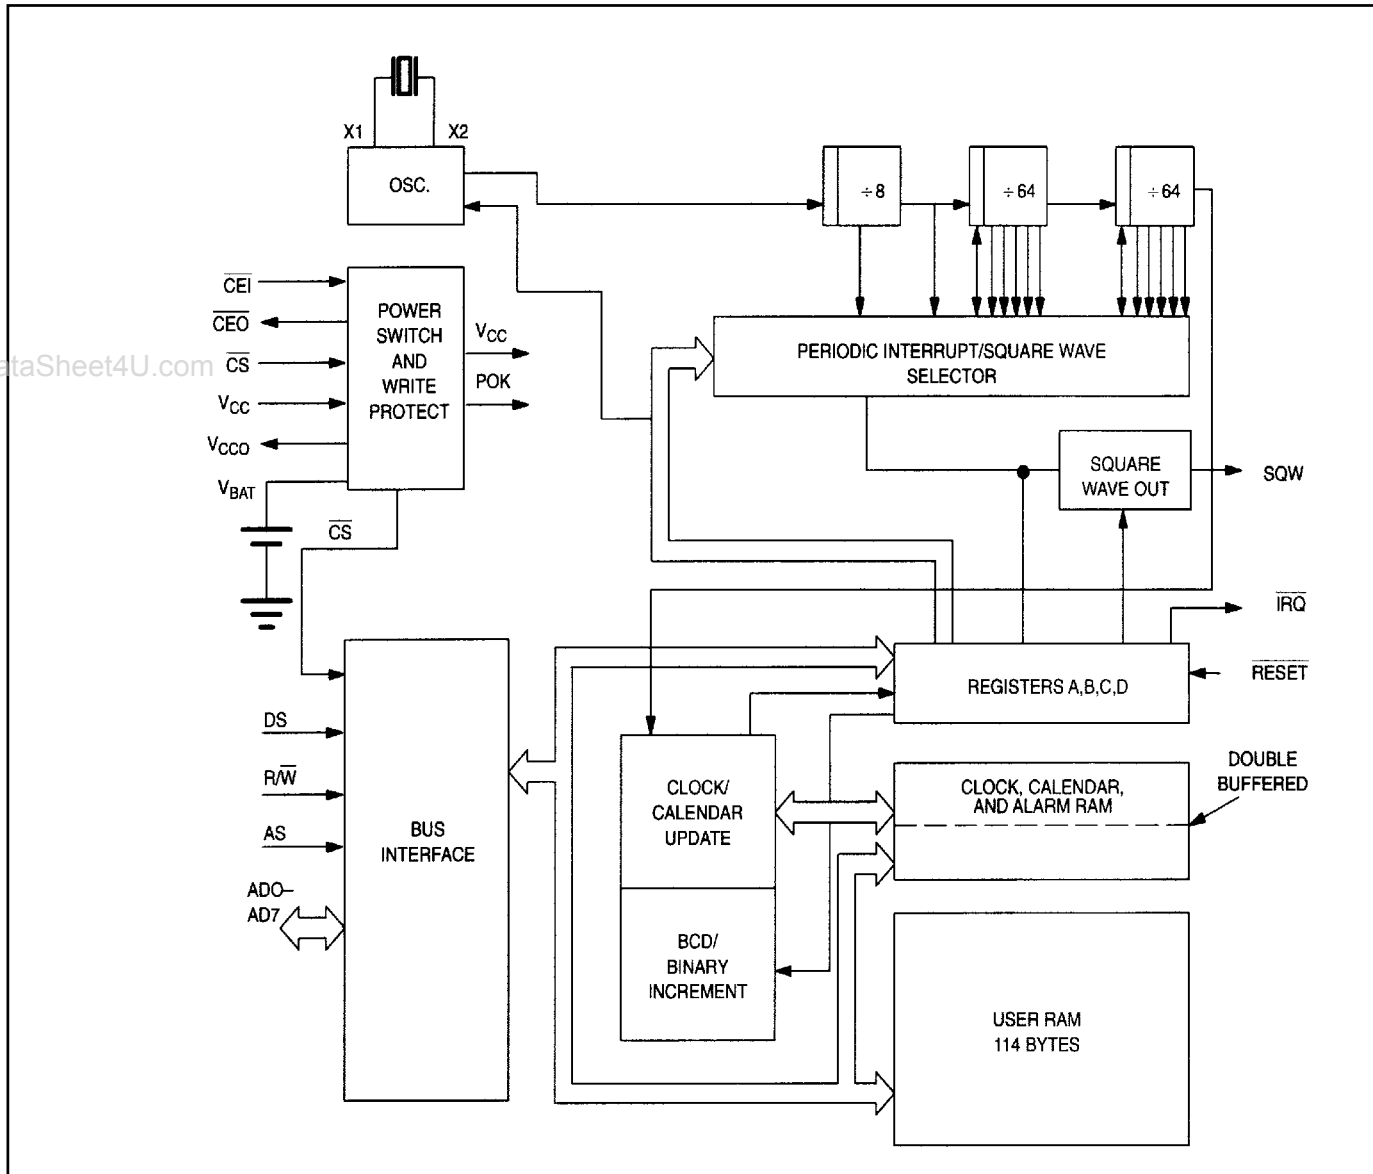 X1
X2
OSC.
÷8
÷64
÷64
CEI
CEO
CS
VCC
VCCO
VBAT
POWER
SWITCH
AND
WRITE
PROTECT
VCC
POK
CS
ataSheet4U.com
PERIODIC INTERRUPT/SQUARE WAVE
SELECTOR
SQUARE
WAVE OUT
SQW
IRQ
RESET
REGISTERS A,B,C,D
DS
R/W
AS
ADO–
AD7
BUS
INTERFACE
CLOCK/
CALENDAR
UPDATE
BCD/
BINARY
INCREMENT
CLOCK, CALENDAR,
AND ALARM RAM
DOUBLE
BUFFERED
USER RAM
114 BYTES